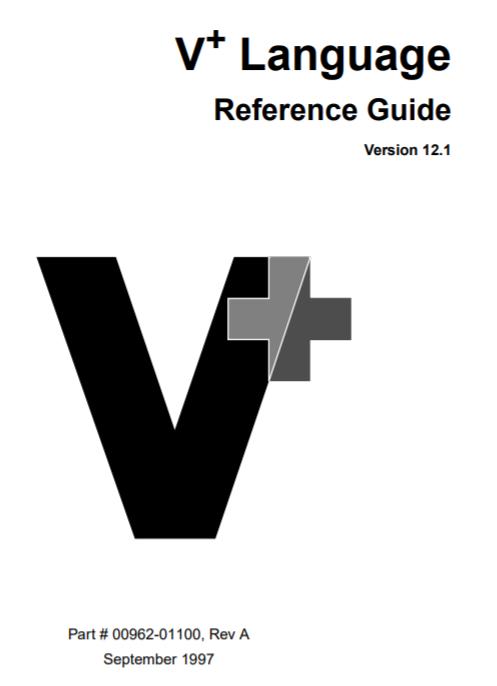 V⁺ Language
Reference Guide
Version 12.1
V+
Part # 00962-01100, Rev A
September 1997